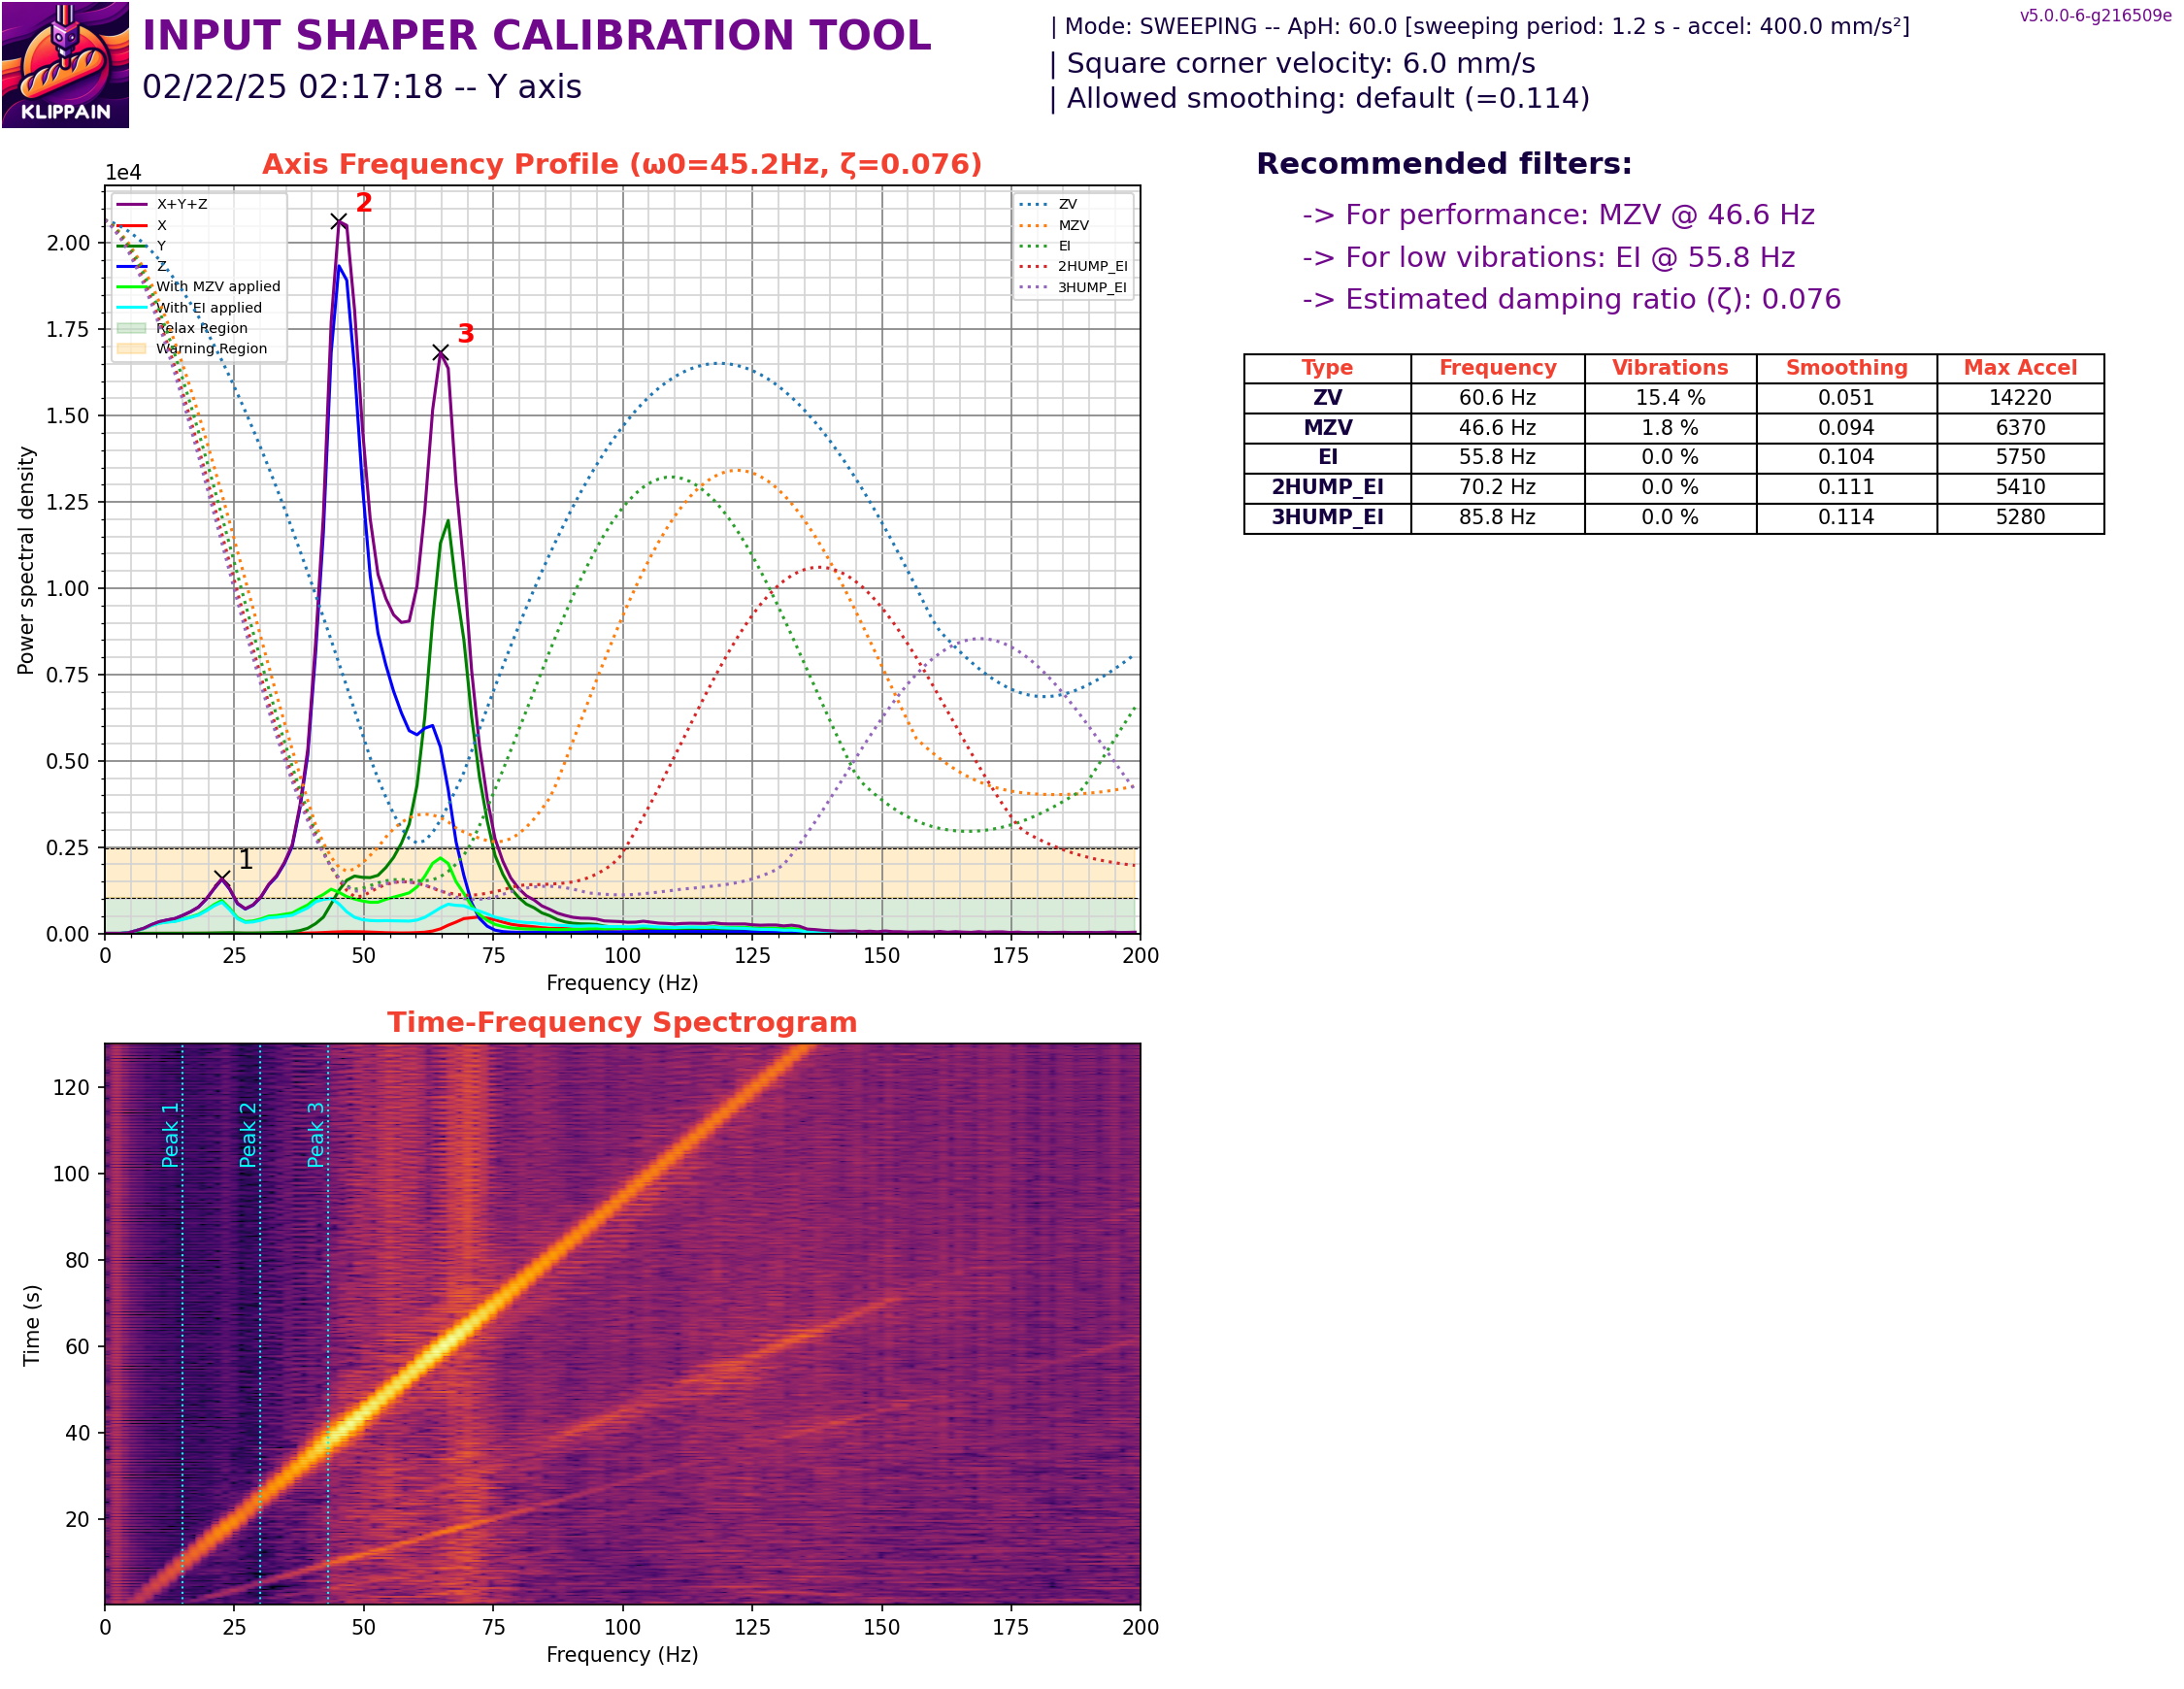 INPUT SHAPER CALIBRATION TOOL
02/22/25 02:17:18 -- Y axis
KLIPPAIN
| Mode: SWEEPING -- ApH: 60.0 [sweeping period: 1.2 s - accel: 400.0 mm/s²]
| Square corner velocity: 6.0 mm/s
| Allowed smoothing: default (=0.114)
v5.0.0-6-g216509e
Axis Frequency Profile (ω0=45.2Hz, ζ=0.076)
1e4
2.00
1.75
1.50
1.25
1.00
0.75
0.50
0.25
0.00
Power spectral density
X+Y+Z
X
Y
Z
With MZV applied
With EI applied
Relax Region
Warning Region
ZV
MZV
EI
2HUMP_EI
3HUMP_EI
1
2
3
0 25 50 75 100 125 150 175 200
Frequency (Hz)
Recommended filters:
-> For performance: MZV @ 46.6 Hz
-> For low vibrations: EI @ 55.8 Hz
-> Estimated damping ratio (ζ): 0.076
Type Frequency Vibrations Smoothing Max Accel
ZV 60.6 Hz 15.4 % 0.051 14220
MZV 46.6 Hz 1.8 % 0.094 6370
EI 55.8 Hz 0.0 % 0.104 5750
2HUMP_EI 70.2 Hz 0.0 % 0.111 5410
3HUMP_EI 85.8 Hz 0.0 % 0.114 5280
Time-Frequency Spectrogram
120
100
80
60
40
20
Time (s)
Peak 1
Peak 2
Peak 3
0 25 50 75 100 125 150 175 200
Frequency (Hz)